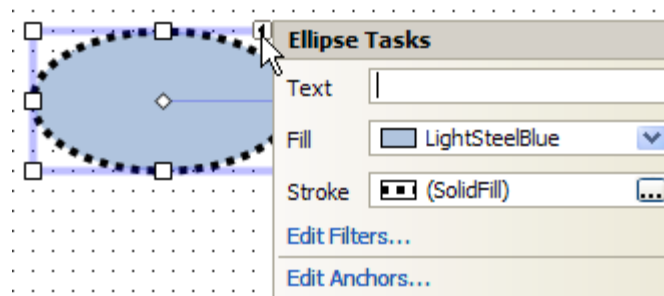 Ellipse Tasks
Text
Fill LightSteelBlue
Stroke (SolidFill) ...
Edit Filters...
Edit Anchors...